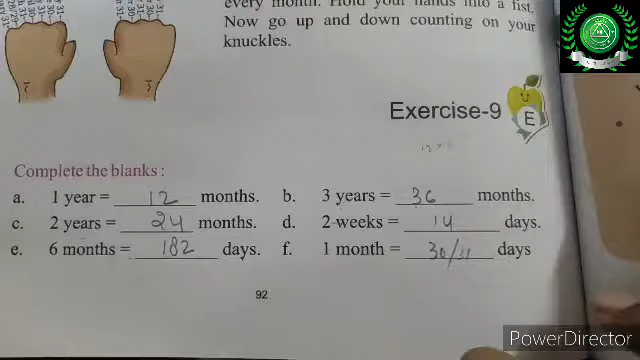 every month. Hold your hands into a fist.
Now go up and down counting on your
knuckles.
Exercise-9 E
12 ×
Complete the blanks :
a. 1 year = 12 months. b. 3 years = 36 months.
c. 2 years = 24 months. d. 2 weeks = 14 days.
e. 6 months = 182 days. f. 1 month = 30/31 days
92
PowerDirector